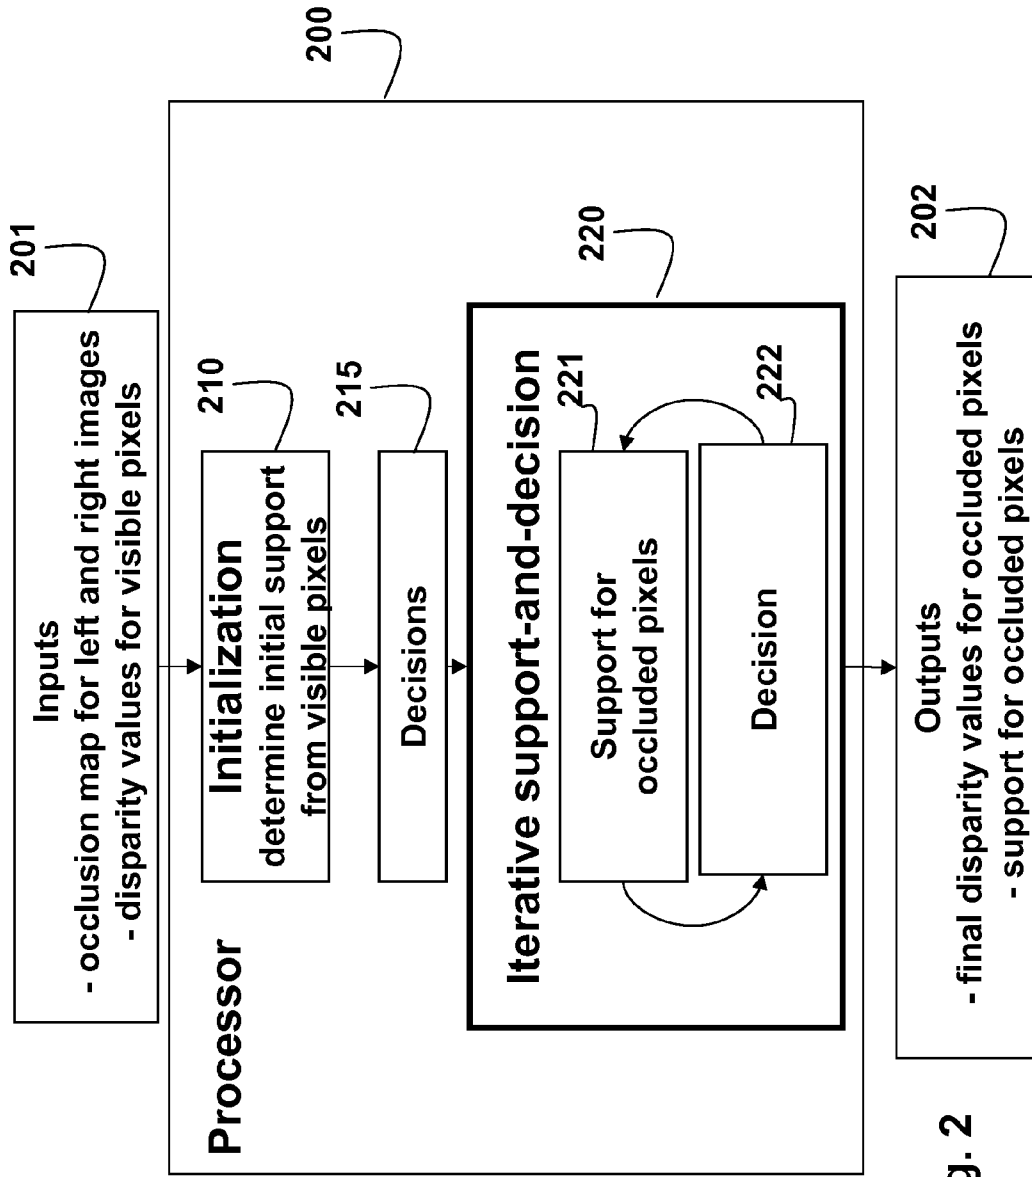 201
Inputs
- occlusion map for left and right images
- disparity values for visible pixels
200
Processor
210
Initialization
determine initial support
from visible pixels
215
Decisions
220
Iterative support-and-decision
221
Support for
occluded pixels
222
Decision
202
Outputs
- final disparity values for occluded pixels
- support for occluded pixels
g. 2